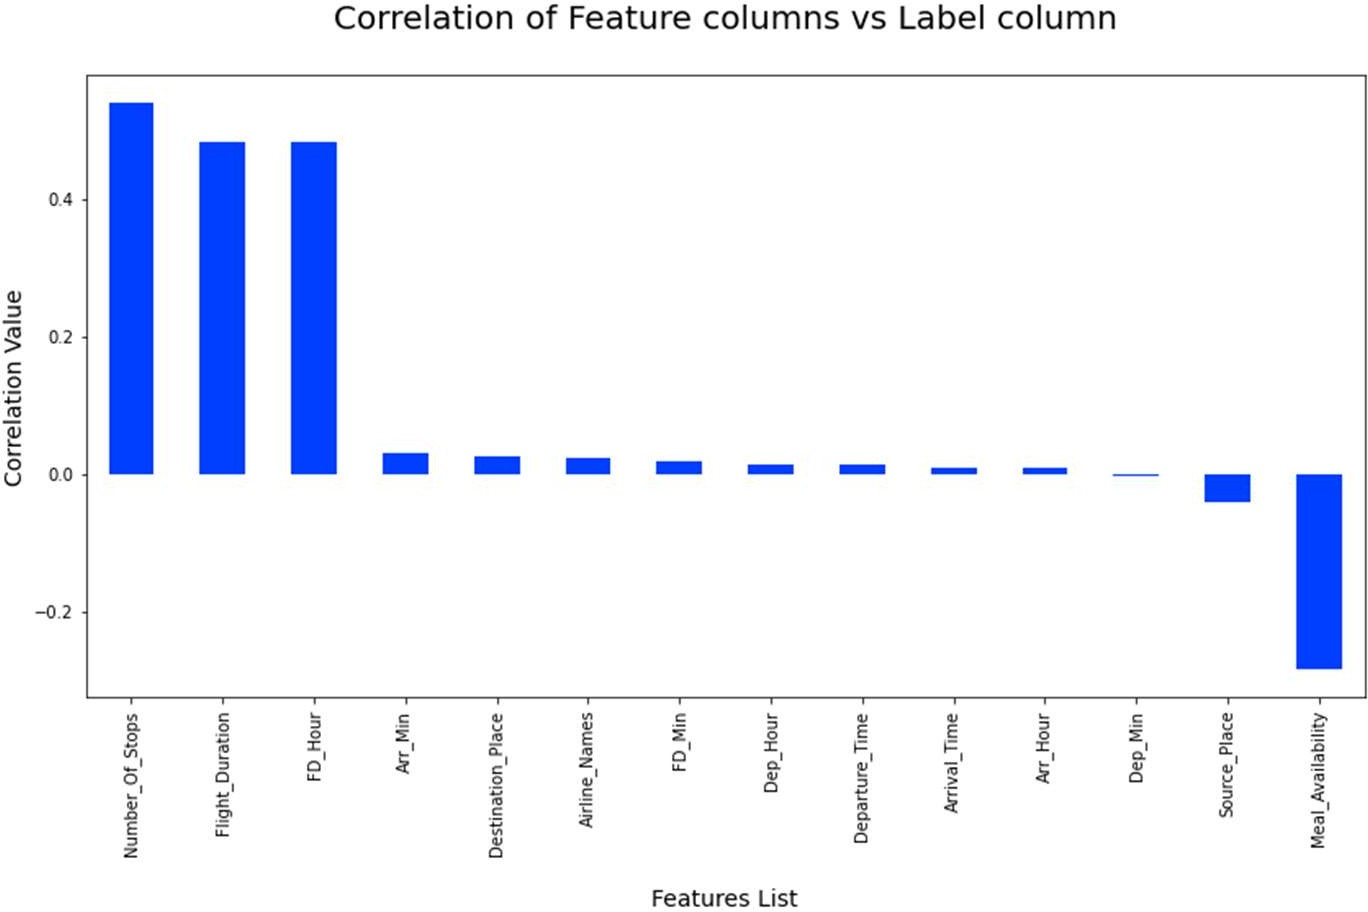 Correlation of Feature columns vs Label column
Correlation Value
0.4
0.2
0.0
−0.2
Number_Of_Stops
Flight_Duration
FD_Hour
Arr_Min
Destination_Place
Airline_Names
FD_Min
Dep_Hour
Departure_Time
Arrival_Time
Arr_Hour
Dep_Min
Source_Place
Meal_Availability
Features List